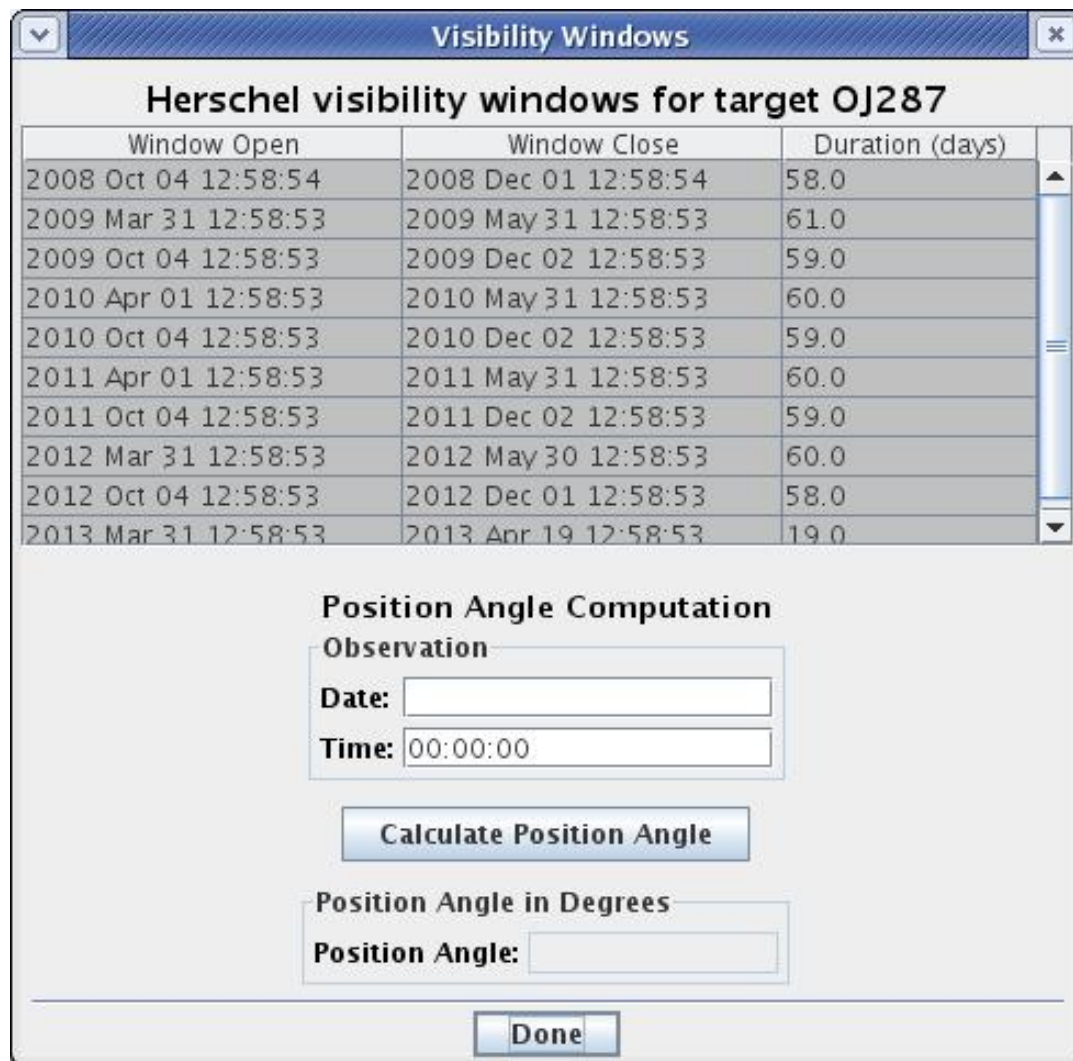 Visibility Windows
Herschel visibility windows for target OJ287
Window Open Window Close Duration (days)
2008 Oct 04 12:58:54 2008 Dec 01 12:58:54 58.0
2009 Mar 31 12:58:53 2009 May 31 12:58:53 61.0
2009 Oct 04 12:58:53 2009 Dec 02 12:58:53 59.0
2010 Apr 01 12:58:53 2010 May 31 12:58:53 60.0
2010 Oct 04 12:58:53 2010 Dec 02 12:58:53 59.0
2011 Apr 01 12:58:53 2011 May 31 12:58:53 60.0
2011 Oct 04 12:58:53 2011 Dec 02 12:58:53 59.0
2012 Mar 31 12:58:53 2012 May 30 12:58:53 60.0
2012 Oct 04 12:58:53 2012 Dec 01 12:58:53 58.0
2013 Mar 31 12:58:53 2013 Apr 19 12:58:53 19.0
Position Angle Computation
Observation
Date:
Time: 00:00:00
Calculate Position Angle
Position Angle in Degrees
Position Angle:
Done